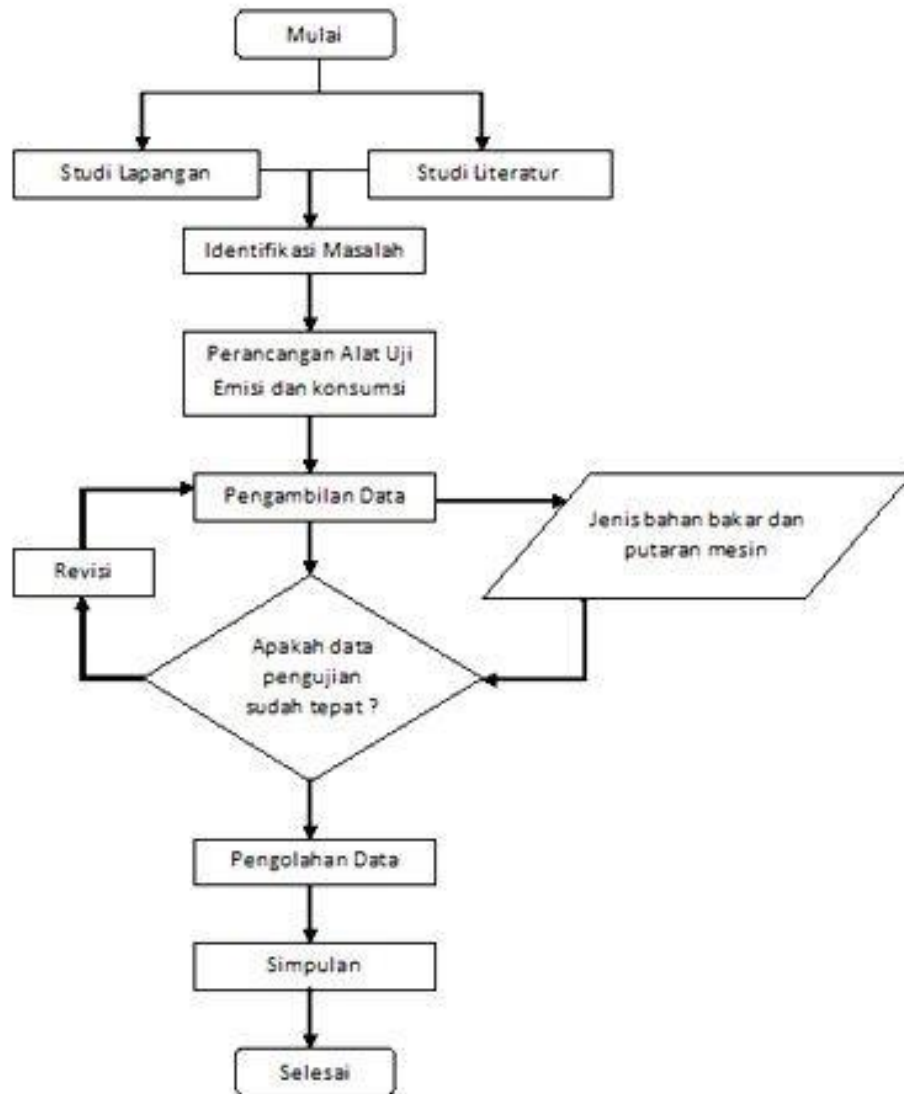 Mulai
Studi Lapangan
Studi Literatur
Identifikasi Masalah
Perancangan Alat Uji
Emisi dan konsumsi
Pengambilan Data
Jenis bahan bakar dan
putaran mesin
Revisi
Apakah data
pengujian
sudah tepat ?
Pengolahan Data
Simpulan
Selesai